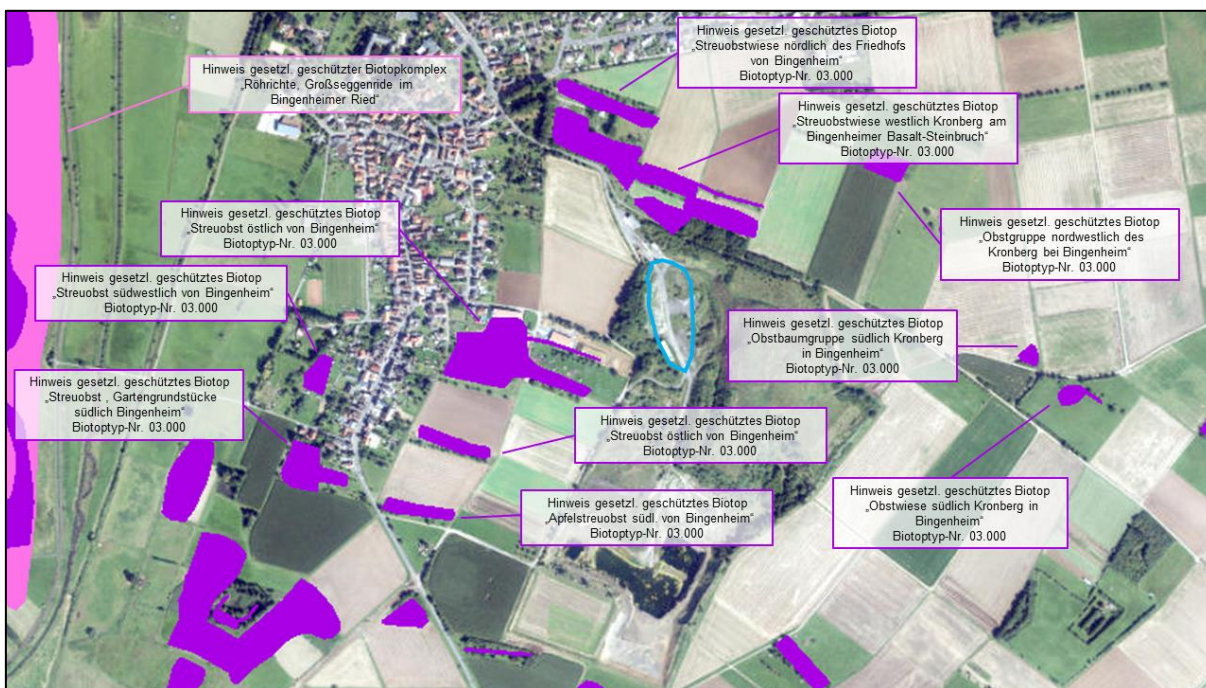 Hinweis gesetzl. geschütztes Biotop
„Streuobstwiese nördlich des Friedhofs
von Bingenheim“
Biotoptyp-Nr. 03.000
Hinweis gesetzl. geschützter Biotopkomplex
„Röhrichte, Großseggenride im
Bingenheimer Ried“
Hinweis gesetzl. geschütztes Biotop
„Streuobstwiese westlich Kronberg am
Bingenheimer Basalt-Steinbruch“
Biotoptyp-Nr. 03.000
Hinweis gesetzl. geschütztes Biotop
„Streuobst östlich von Bingenheim“
Biotoptyp-Nr. 03.000
Hinweis gesetzl. geschütztes Biotop
„Obstgruppe nordwestlich des
Kronberg bei Bingenheim“
Biotoptyp-Nr. 03.000
Hinweis gesetzl. geschütztes Biotop
„Streuobst südwestlich von Bingenheim“
Biotoptyp-Nr. 03.000
Hinweis gesetzl. geschütztes Biotop
„Obstbaumgruppe südlich Kronberg
in Bingenheim“
Biotoptyp-Nr. 03.000
Hinweis gesetzl. geschütztes Biotop
„Streuobst , Gartengrundstücke
südlich Bingenheim“
Biotoptyp-Nr. 03.000
Hinweis gesetzl. geschütztes Biotop
„Streuobst östlich von Bingenheim“
Biotoptyp-Nr. 03.000
Hinweis gesetzl. geschütztes Biotop
„Apfelstreuobst südl. von Bingenheim“
Biotoptyp-Nr. 03.000
Hinweis gesetzl. geschütztes Biotop
„Obstwiese südlich Kronberg in
Bingenheim“
Biotoptyp-Nr. 03.000